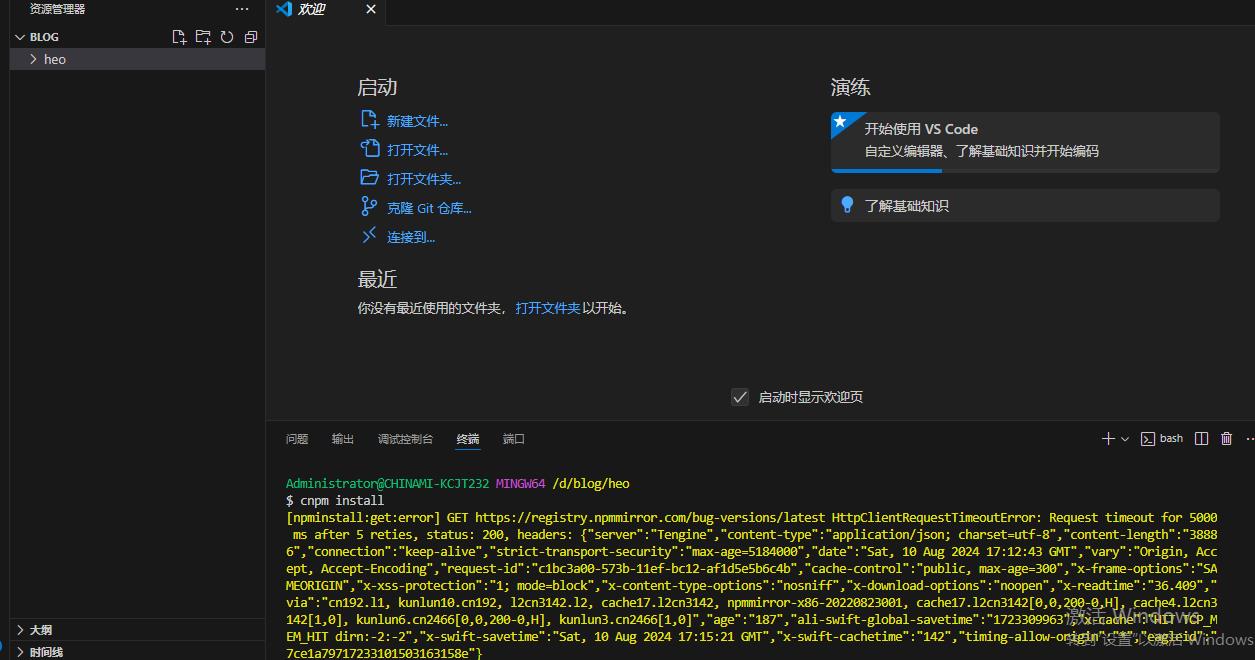 资源管理器
欢迎
BLOG
heo
启动
新建文件...
打开文件...
打开文件夹...
克隆 Git 仓库...
连接到...
最近
你没有最近使用的文件夹，打开文件夹以开始。
演练
开始使用 VS Code
自定义编辑器、了解基础知识并开始编码
了解基础知识
启动时显示欢迎页
问题 输出 调试控制台 终端 端口
bash
Administrator@CHINAMI-KCJT232 MINGW64 /d/blog/heo
$ cnpm install
[npminstall:get:error] GET https://registry.npmmirror.com/bug-versions/latest HttpClientRequestTimeoutError: Request timeout for 5000
ms after 5 reties, status: 200, headers: {"server":"Tengine","content-type":"application/json; charset=utf-8","content-length":"3888
6","connection":"keep-alive","strict-transport-security":"max-age=5184000","date":"Sat, 10 Aug 2024 17:12:43 GMT","vary":"Origin, Acc
ept, Accept-Encoding","request-id":"c1bc3a00-573b-11ef-bc12-af1d5e5b6c4b","cache-control":"public, max-age=300","x-frame-options":"SA
MEORIGIN","x-xss-protection":"1; mode=block","x-content-type-options":"nosniff","x-download-options":"noopen","x-readtime":"36.409","
via":"cn192.l1, kunlun10.cn192, l2cn3142.l2, cache17.l2cn3142, npmmirror-x86-20220823001, cache17.l2cn3142[0,0,200-0,H], cache4.l2cn3
142[1,0], kunlun6.cn2466[0,0,200-0,H], kunlun3.cn2466[1,0]","age":"187","ali-swift-global-savetime":"1723309963","x-cache":"HIT TCP_M
EM_HIT dirn:-2:-2","x-swift-savetime":"Sat, 10 Aug 2024 17:15:21 GMT","x-swift-cachetime":"142","timing-allow-origin":"*","eagleid":"
7ce1a79717233101503163158e"}
激活 Windows
转到"设置"以激活 Windows
大纲
时间线